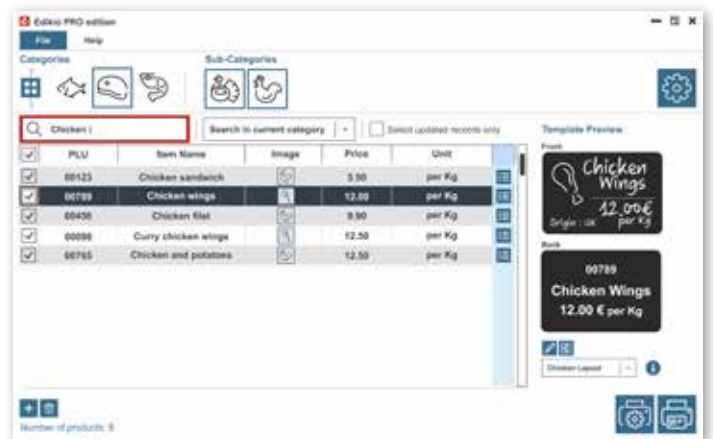 Edikio PRO edition
File Help
Categories Sub-Categories
Chicken |
Search in current category
Select updated records only
Template Preview
PLU Item Name Image Price Unit
00123 Chicken sandwich 3.50 per Kg
00789 Chicken wings 12.00 per Kg
00456 Chicken filet 9.90 per Kg
Curry chicken wings 12.50 per Kg
00765 Chicken and potatoes 12.50 per Kg
Front
Chicken
Wings
12,00€
Origin : UK per Kg
Back
00789
Chicken Wings
12.00 € per Kg
Chicken Layout
Number of products: